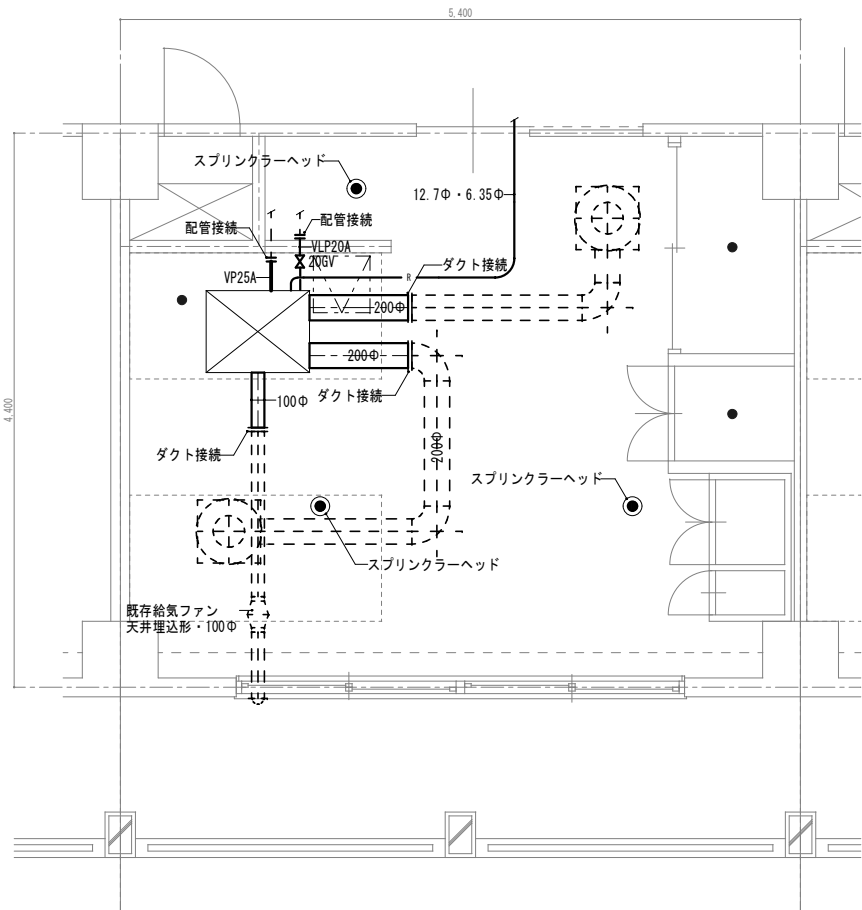 5.400
スプリンクラーヘッド
12.7Φ・6.35Φ
配管接続
配管接続
VLP20A
20GV
ダクト接続
VP25A
R
200Φ
200Φ
4.400
ダクト接続
100Φ
200Φ
ダクト接続
スプリンクラーヘッド
スプリンクラーヘッド
既存給気ファン
天井埋込形・100Φ